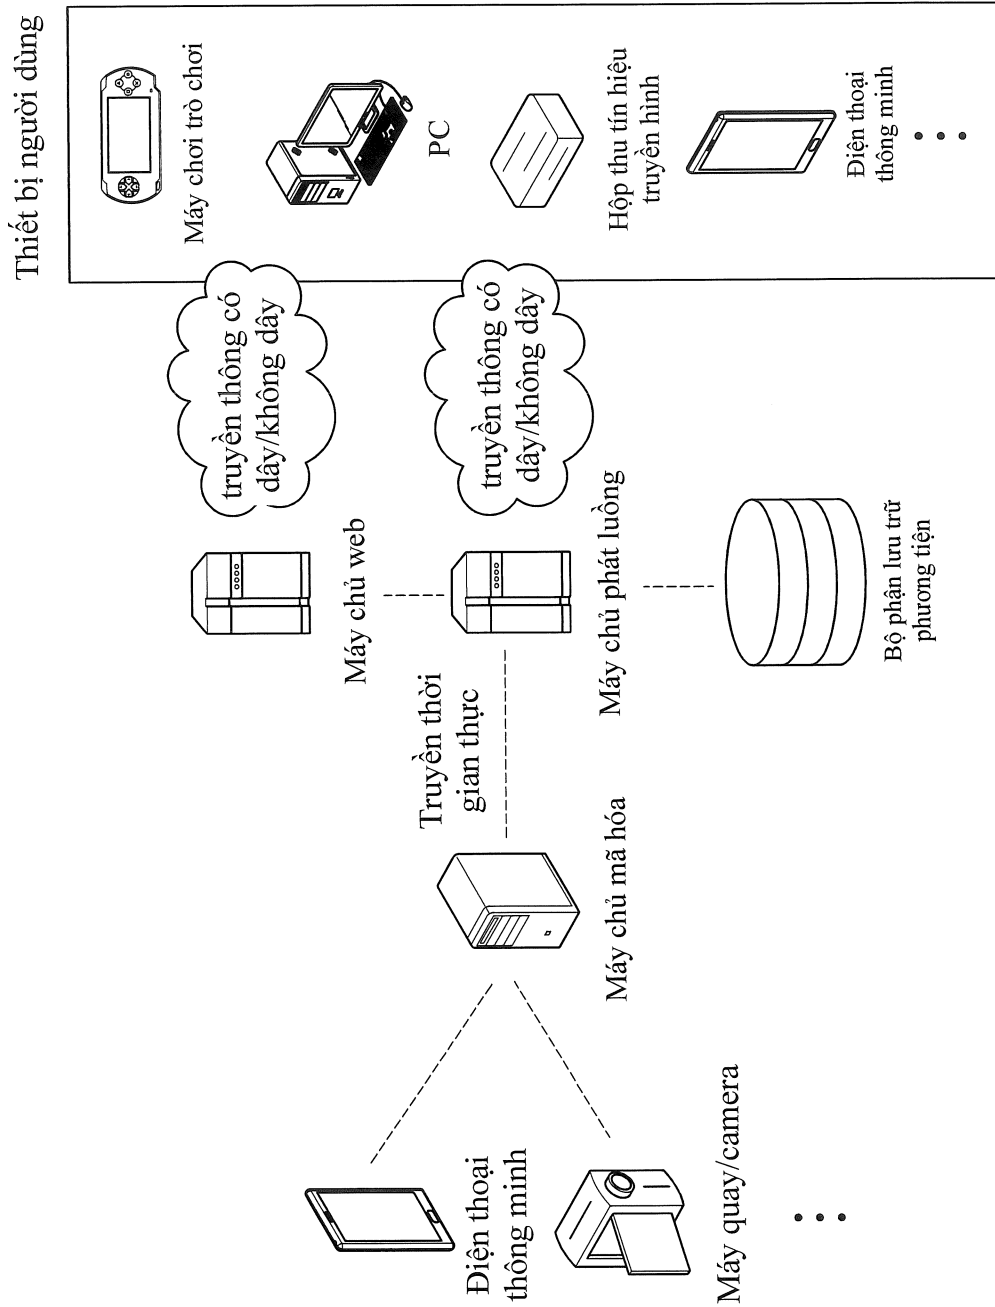 Thiết bị người dùng
Máy chơi trò chơi
PC
Hộp thu tín hiệu
truyền hình
Điện thoại
thông minh
truyền thông có
dây/không dây
truyền thông có
dây/không dây
Máy chủ web
Máy chủ phát luồng
Bộ phận lưu trữ
phương tiện
Truyền thời
gian thực
Máy chủ mã hóa
Điện thoại
thông minh
Máy quay/camera